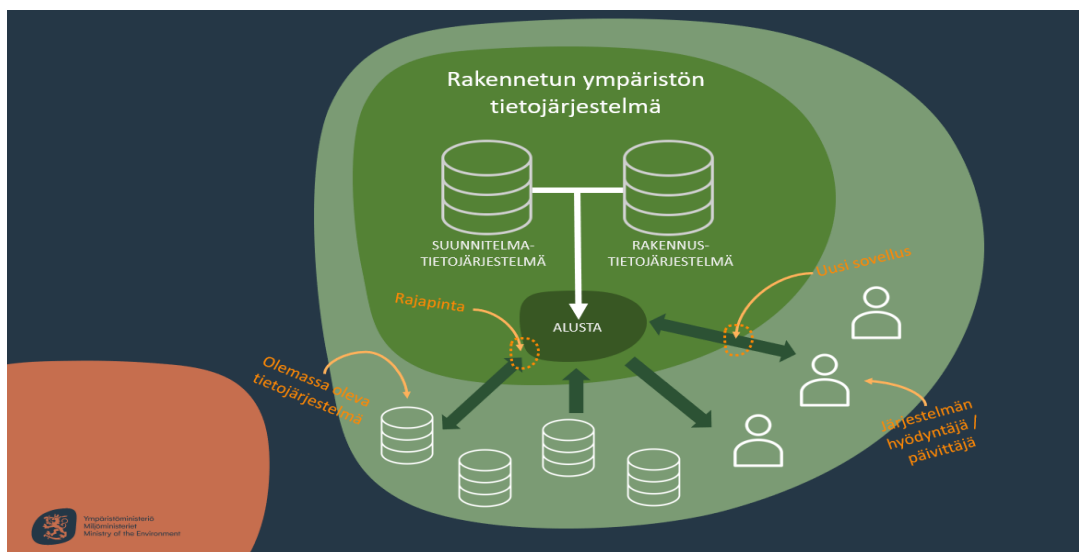 Rakennetun ympäristön
tietojärjestelmä
SUUNNITELMA-
TIETOJÄRJESTELMÄ
RAKENNUS-
TIETOJÄRJESTELMÄ
Uusi sovellus
Rajapinta
ALUSTA
Olemassa oleva
tietojärjestelmä
Järjestelmän
hyödyntäjä /
päivittäjä
Ympäristöministeriö
Miljöministeriet
Ministry of the Environment